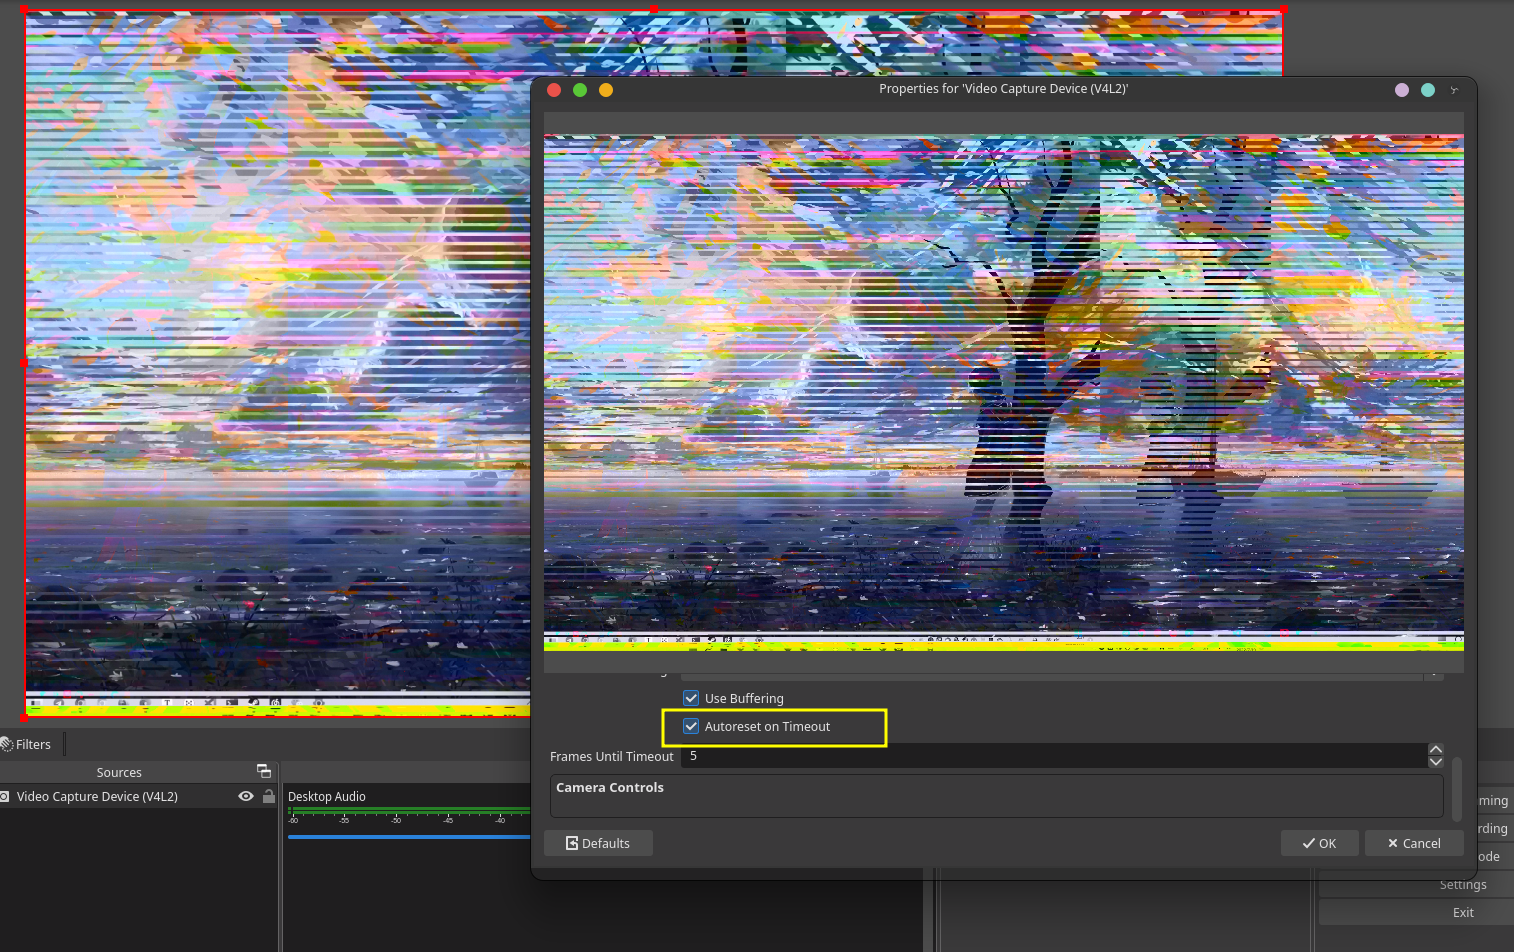 Properties for 'Video Capture Device (V4L2)'
Use Buffering
Autoreset on Timeout
Frames Until Timeout 5
Camera Controls
Defaults
OK
Cancel
Filters
Sources
Video Capture Device (V4L2)
Desktop Audio
-60 -55 -50 -45 -40
ming
rding
ode
Settings
Exit